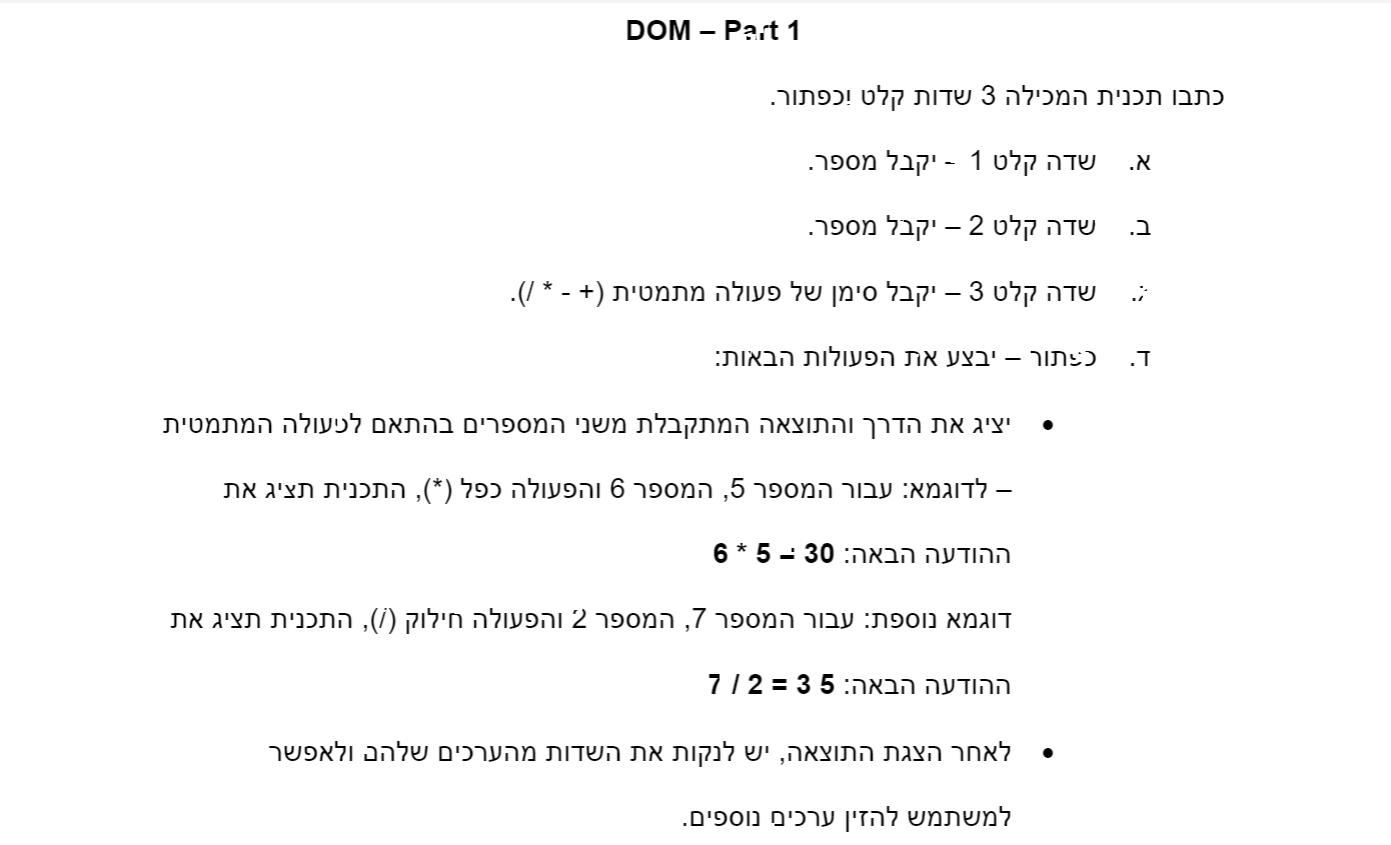 DOM – Part 1
כתבו תכנית המכילה 3 שדות קלט וכפתור.
א. שדה קלט 1 - יקבל מספר.
ב. שדה קלט 2 – יקבל מספר.
ג. שדה קלט 3 – יקבל סימן של פעולה מתמטית (+ - * /).
ד. כפתור – יבצע את הפעולות הבאות:
• יציג את הדרך והתוצאה המתקבלת משני המספרים בהתאם לפעולה המתמטית
– לדוגמא: עבור המספר 5, המספר 6 והפעולה כפל (*), התכנית תציג את
ההודעה הבאה: 6 * 5 = 30
דוגמא נוספת: עבור המספר 7, המספר 2 והפעולה חילוק (/), התכנית תציג את
ההודעה הבאה: 7 / 2 = 3 5
• לאחר הצגת התוצאה, יש לנקות את השדות מהערכים שלהם ולאפשר
למשתמש להזין ערכים נוספים.